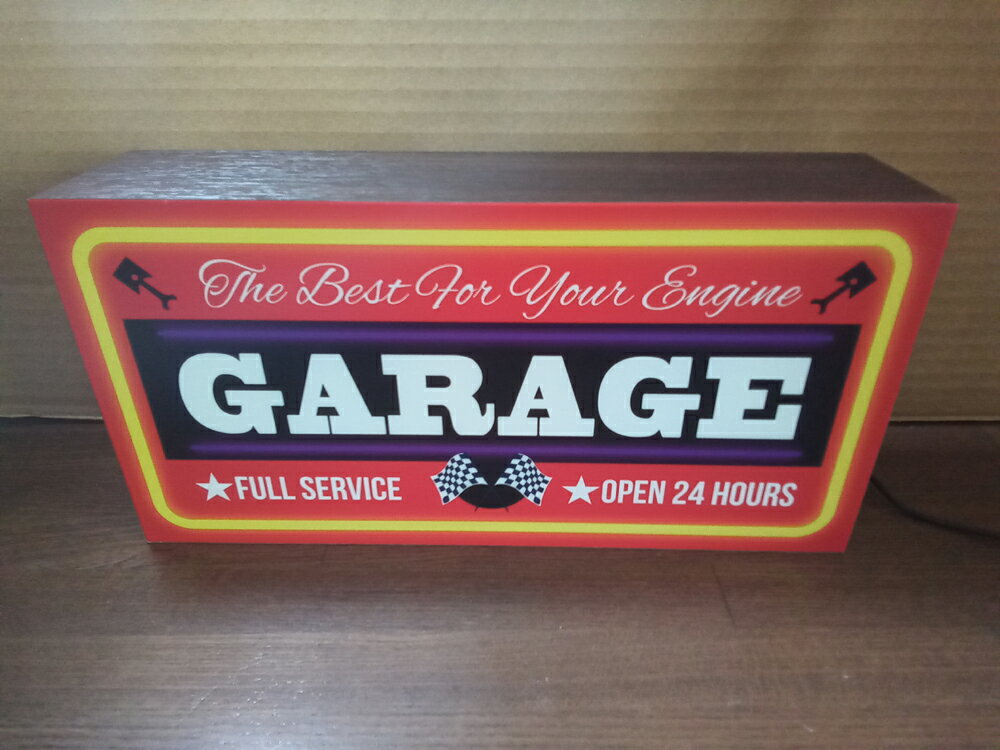 The Best For Your Engine
GARAGE
FULL SERVICE
OPEN 24 HOURS